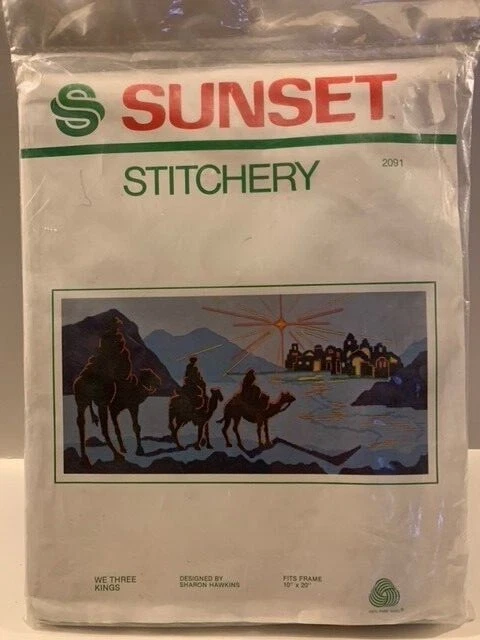 SUNSET
STITCHERY
2091
WE THREE
KINGS
DESIGNED BY
SHARON HAWKINS
FITS FRAME
10" x 20"